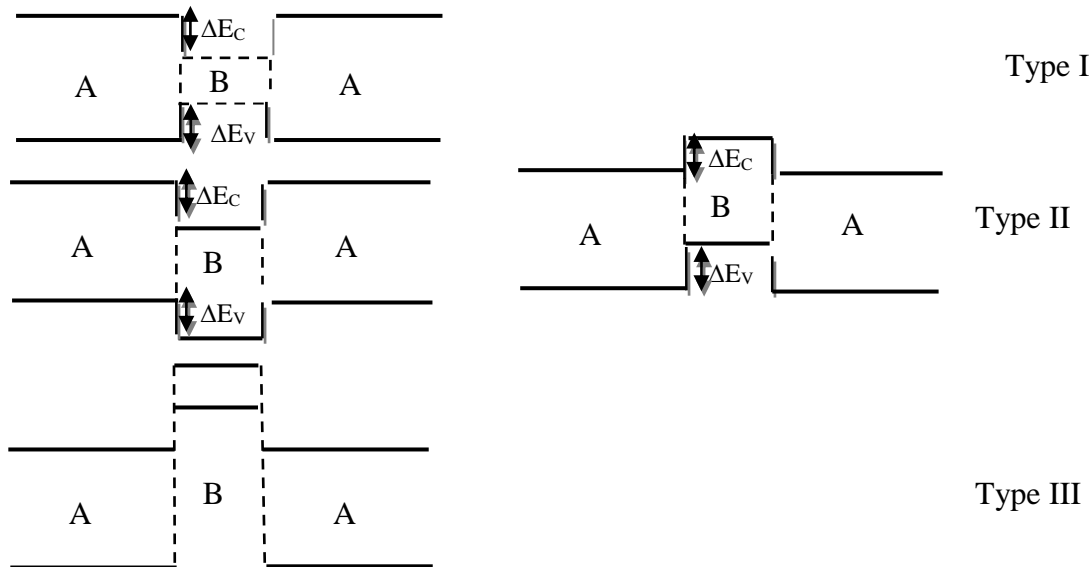 ΔE_C
Type I
A B A
ΔE_V
ΔE_C
ΔE_C
B Type II
A B A A A
ΔE_V
ΔE_V
A B A Type III